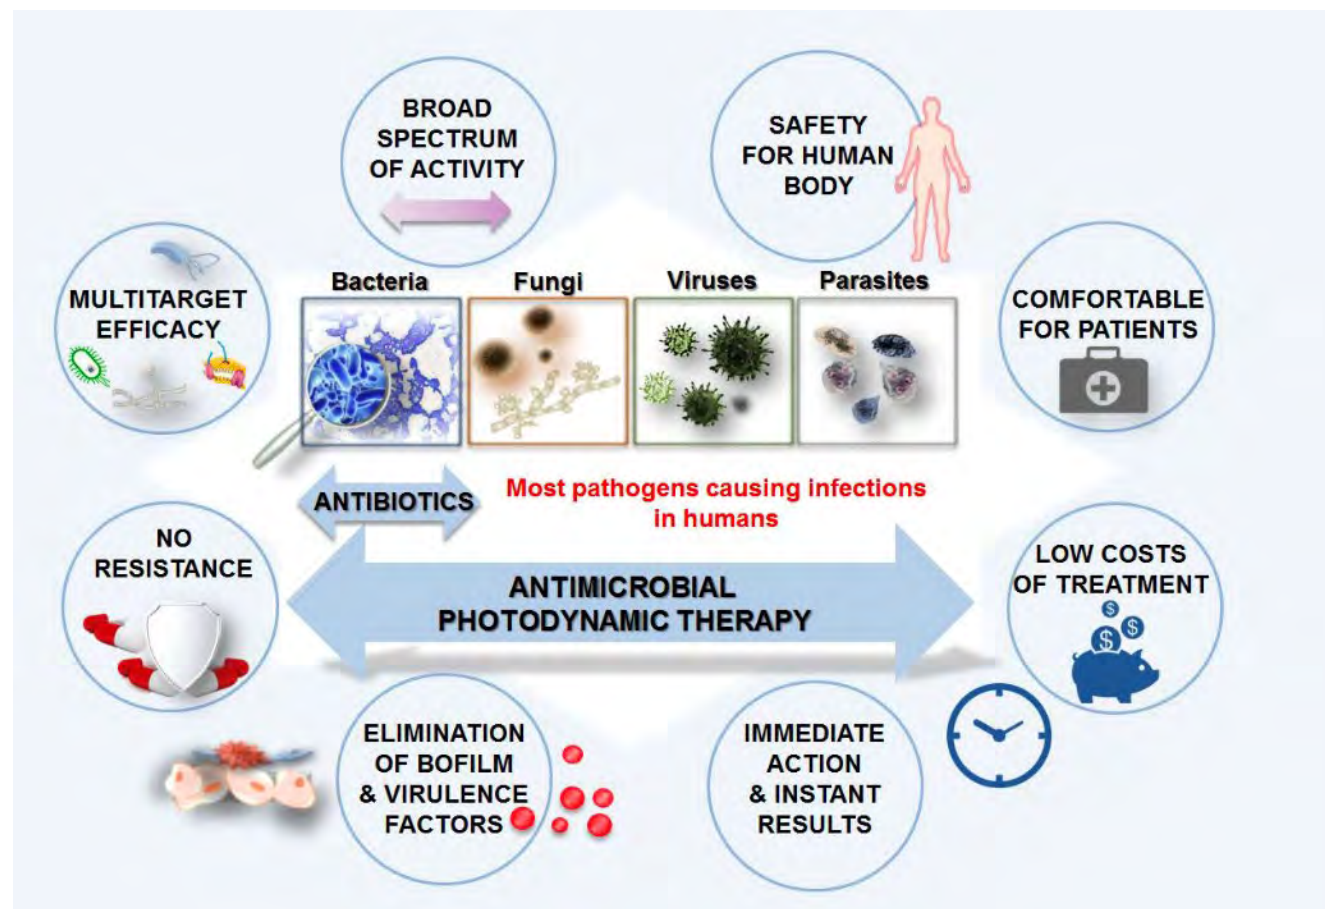 BROAD
SPECTRUM
OF ACTIVITY
SAFETY
FOR HUMAN
BODY
MULTITARGET
EFFICACY
Bacteria
Fungi
Viruses
Parasites
COMFORTABLE
FOR PATIENTS
ANTIBIOTICS
Most pathogens causing infections
in humans
NO
RESISTANCE
ANTIMICROBIAL
PHOTODYNAMIC THERAPY
LOW COSTS
OF TREATMENT
$
$
$
ELIMINATION
OF BOFILM
& VIRULENCE
FACTORS
IMMEDIATE
ACTION
& INSTANT
RESULTS